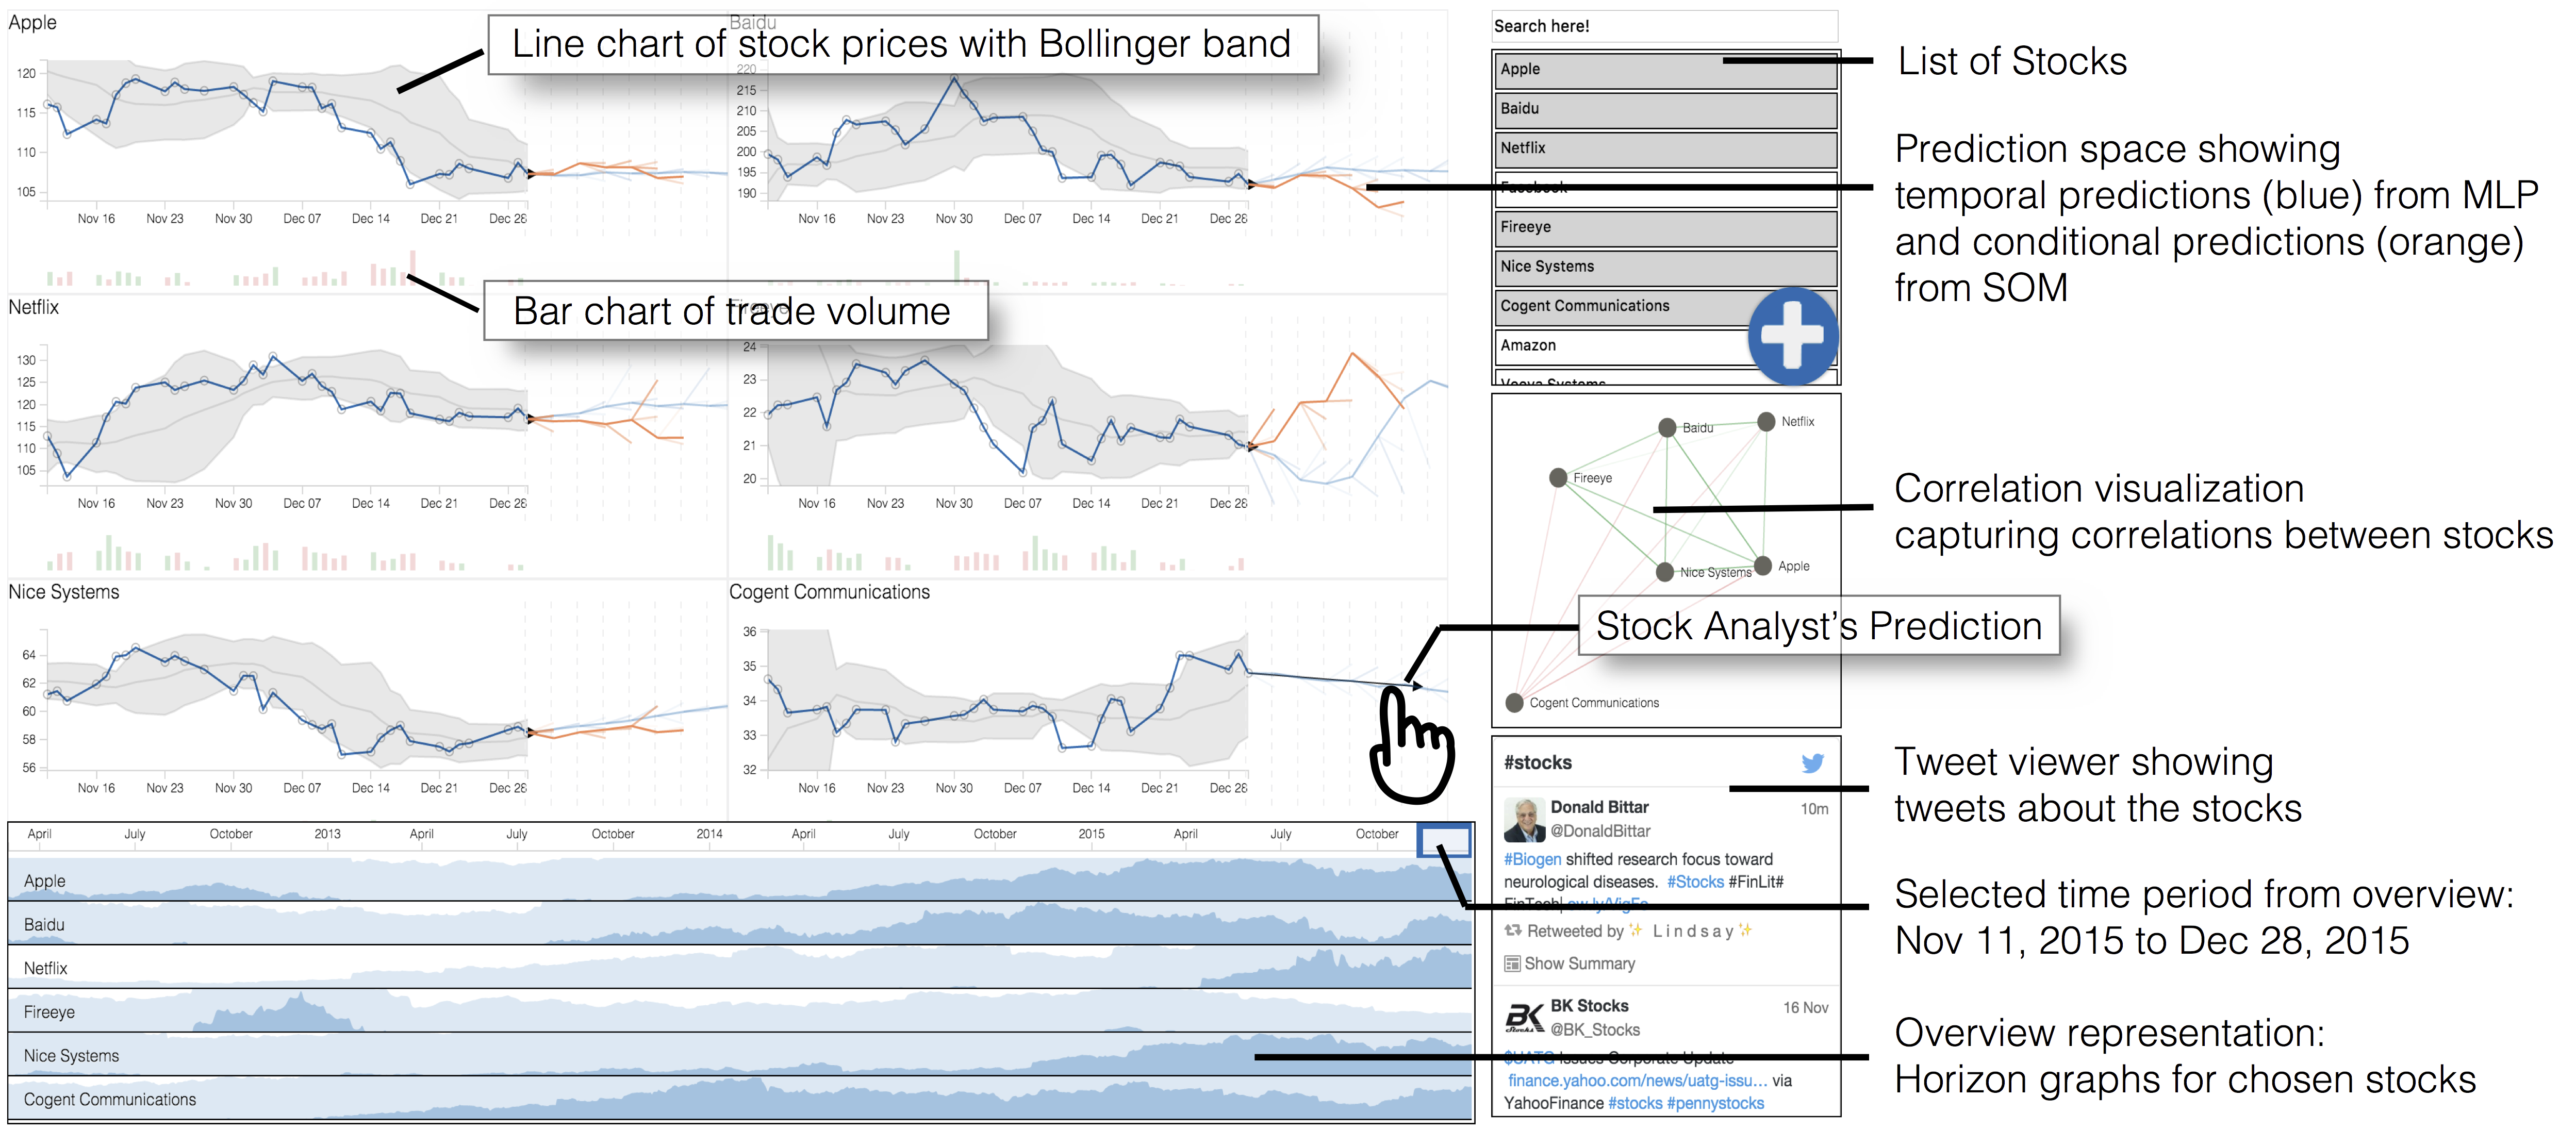 Apple
Line chart of stock prices with Bollinger band
120
115
110
105
Nov 16 Nov 23 Nov 30 Dec 07 Dec 14 Dec 21 Dec 28
Baidu
220
215
210
205
200
195
190
Nov 16 Nov 23 Nov 30 Dec 07 Dec 14 Dec 21 Dec 28
Bar chart of trade volume
Netflix
130
125
120
115
110
105
Nov 16 Nov 23 Nov 30 Dec 07 Dec 14 Dec 21 Dec 28
24
23
22
21
20
Nov 16 Nov 23 Nov 30 Dec 07 Dec 14 Dec 21 Dec 28
Nice Systems
64
62
60
58
56
Nov 16 Nov 23 Nov 30 Dec 07 Dec 14 Dec 21 Dec 28
Cogent Communications
36
35
34
33
32
Nov 16 Nov 23 Nov 30 Dec 07 Dec 14 Dec 21 Dec 28
April July October 2013 April July October 2014 April July October 2015 April July October
Apple
Baidu
Netflix
Fireeye
Nice Systems
Cogent Communications
Search here!
Apple
Baidu
Netflix
Facebook
Fireeye
Nice Systems
Cogent Communications
Amazon
Veeva Systems
Baidu
Netflix
Fireeye
Nice Systems
Apple
Cogent Communications
Stock Analyst's Prediction
#stocks
Donald Bittar 10m
@DonaldBittar
#Biogen shifted research focus toward
neurological diseases. #Stocks #FinLit#
FinTech|
Retweeted by ✨ Lindsay ✨
Show Summary
BK Stocks 16 Nov
@BK_Stocks
$UATG Issues Corporate Update
finance.yahoo.com/news/uatg-issu… via
YahooFinance #stocks #pennystocks
List of Stocks
Prediction space showing
temporal predictions (blue) from MLP
and conditional predictions (orange)
from SOM
Correlation visualization
capturing correlations between stocks
Tweet viewer showing
tweets about the stocks
Selected time period from overview:
Nov 11, 2015 to Dec 28, 2015
Overview representation:
Horizon graphs for chosen stocks